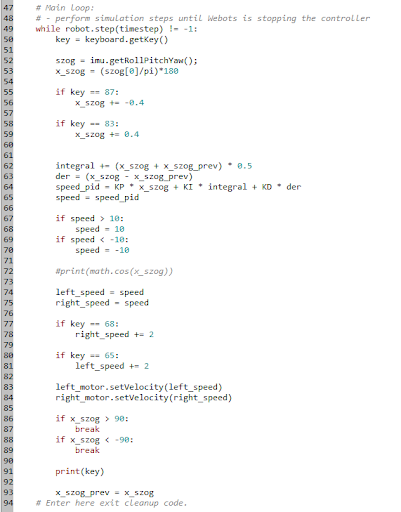 47 # Main loop:
48 # - perform simulation steps until Webots is stopping the controller
49 while robot.step(timestep) != -1:
50 key = keyboard.getKey()
51
52 szog = imu.getRollPitchYaw();
53 x_szog = (szog[0]/pi)*180
54
55 if key == 87:
56 x_szog += -0.4
57
58 if key == 83:
59 x_szog += 0.4
60
61
62 integral += (x_szog + x_szog_prev) * 0.5
63 der = (x_szog - x_szog_prev)
64 speed_pid = KP * x_szog + KI * integral + KD * der
65 speed = speed_pid
66
67 if speed > 10:
68 speed = 10
69 if speed < -10:
70 speed = -10
71
72 #print(math.cos(x_szog))
73
74 left_speed = speed
75 right_speed = speed
76
77 if key == 68:
78 right_speed += 2
79
80 if key == 65:
81 left_speed += 2
82
83 left_motor.setVelocity(left_speed)
84 right_motor.setVelocity(right_speed)
85
86 if x_szog > 90:
87 break
88 if x_szog < -90:
89 break
90
91 print(key)
92
93 x_szog_prev = x_szog
94 # Enter here exit cleanup code.